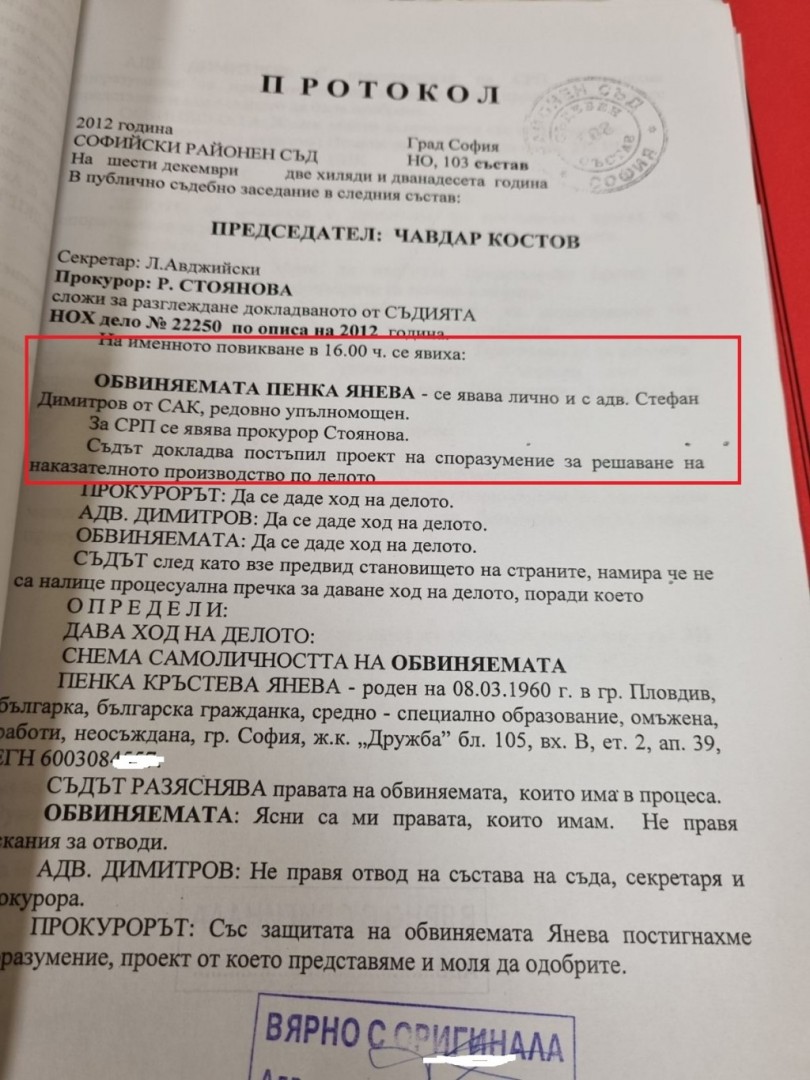 П Р О Т О К О Л
2012 година
СОФИЙСКИ РАЙОНЕН СЪД Град София
НО, 103 състав
На шести декември две хиляди и дванадесета година
В публично съдебно заседание в следния състав:
ПРЕДСЕДАТЕЛ: ЧАВДАР КОСТОВ
Секретар: Л.Авджийски
Прокурор: Р. СТОЯНОВА
сложи за разглеждане докладваното от СЪДИЯТА
НОХ дело № 22250 по описа на 2012 година.
На именното повикване в 16.00 ч. се явиха:
ОБВИНЯЕМАТА ПЕНКА ЯНЕВА - се явава лично и с адв. Стефан
Димитров от САК, редовно упълномощен.
За СРП се явява прокурор Стоянова.
Съдът докладва постъпил проект на споразумение за решаване на
наказателното производство по делото
ПРОКУРОРЪТ: Да се даде ход на делото.
АДВ. ДИМИТРОВ: Да се даде ход на делото.
ОБВИНЯЕМАТА: Да се даде ход на делото.
СЪДЪТ след като взе предвид становището на страните, намира че не
са налице процесуална пречка за даване ход на делото, поради което
О П Р Е Д Е Л И:
ДАВА ХОД НА ДЕЛОТО:
СНЕМА САМОЛИЧНОСТТА НА ОБВИНЯЕМАТА
ПЕНКА КРЪСТЕВА ЯНЕВА - роден на 08.03.1960 г. в гр. Пловдив,
българка, българска гражданка, средно - специално образование, омъжена,
работи, неосъждана, гр. София, ж.к. „Дружба" бл. 105, вх. В, ет. 2, ап. 39,
ЕГН 6003084
СЪДЪТ РАЗЯСНЯВА правата на обвиняемата, които има в процеса.
ОБВИНЯЕМАТА: Ясни са ми правата, които имам. Не правя
скания за отводи.
АДВ. ДИМИТРОВ: Не правя отвод на състава на съда, секретаря и
окурора.
ПРОКУРОРЪТ: Със защитата на обвиняемата Янева постигнахме
разумение, проект от което представяме и моля да одобрите.
ВЯРНО С ОРИГИНАЛА